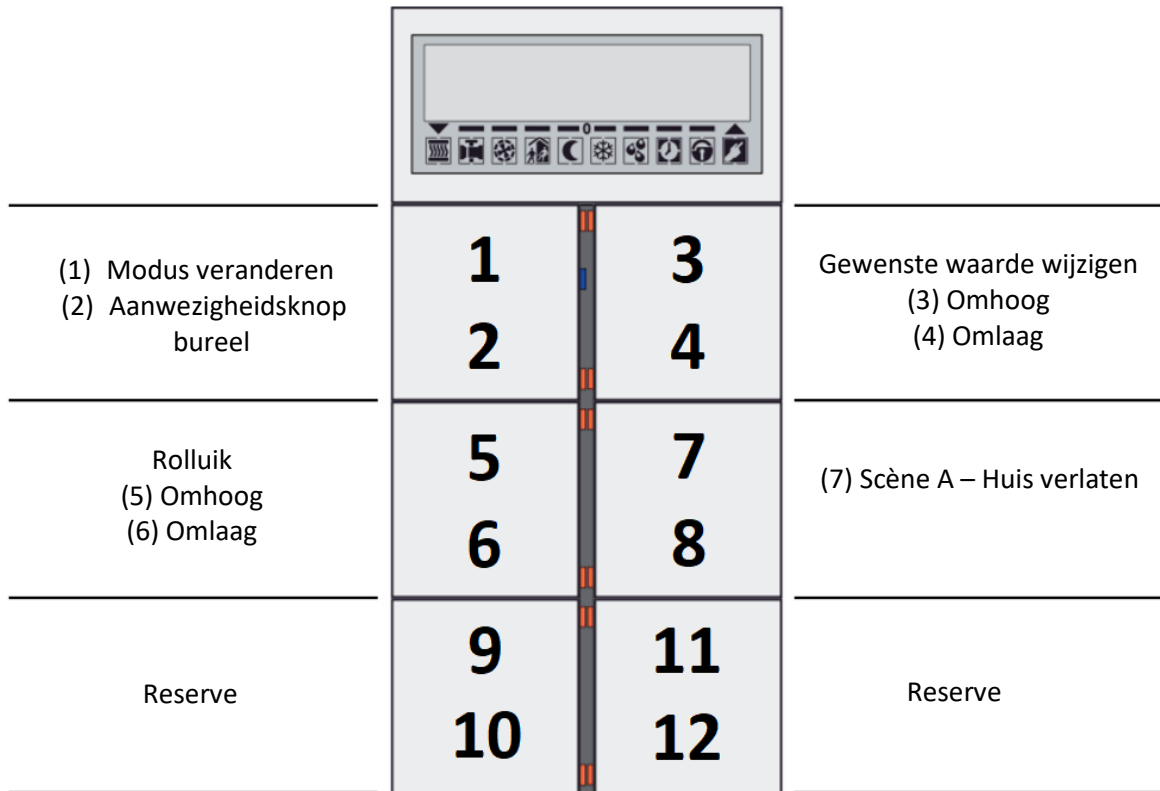 0
(1) Modus veranderen
(2) Aanwezigheidsknop
bureel
1
2
3
4
Gewenste waarde wijzigen
(3) Omhoog
(4) Omlaag
Rolluik
(5) Omhoog
(6) Omlaag
5
6
7
8
(7) Scène A – Huis verlaten
Reserve
9
10
11
12
Reserve